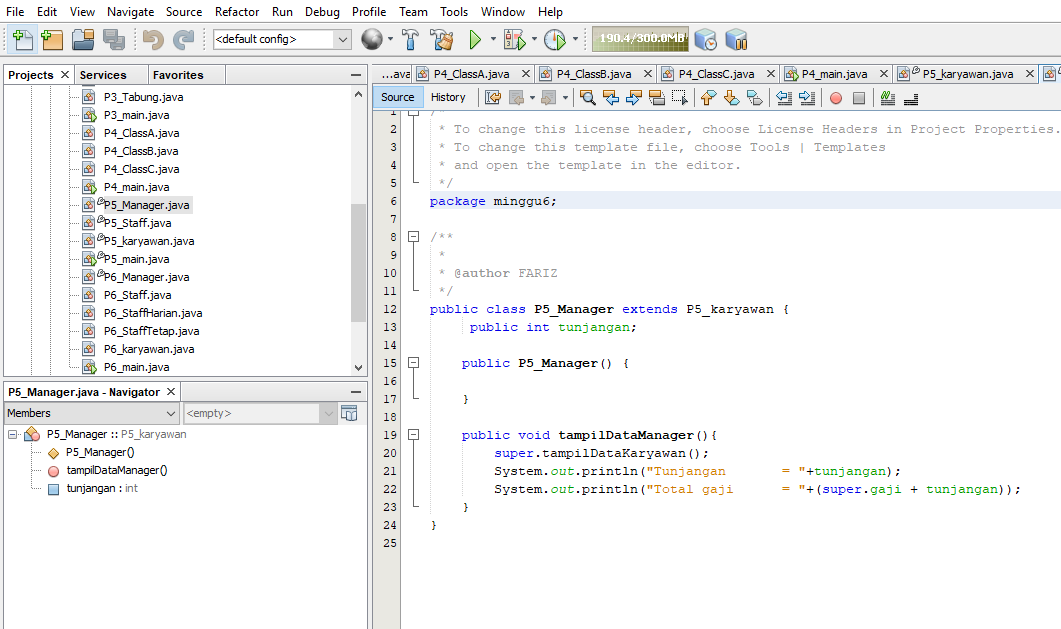 File Edit View Navigate Source Refactor Run Debug Profile Team Tools Window Help
<default config> 190.4/300.0MB
Projects Services Favorites
...ava P4_ClassA.java P4_ClassB.java P4_ClassC.java P4_main.java P5_karyawan.java
Source History
P3_Tabung.java
P3_main.java
P4_ClassA.java
P4_ClassB.java
P4_ClassC.java
P4_main.java
P5_Manager.java
P5_Staff.java
P5_karyawan.java
P5_main.java
P6_Manager.java
P6_Staff.java
P6_StaffHarian.java
P6_StaffTetap.java
P6_karyawan.java
P6_main.java
P5_Manager.java - Navigator
Members <empty>
P5_Manager :: P5_karyawan
P5_Manager()
tampilDataManager()
tunjangan : int
1 /*
2 * To change this license header, choose License Headers in Project Properties.
3 * To change this template file, choose Tools | Templates
4 * and open the template in the editor.
5 */
6 package minggu6;
7
8 /**
9 *
10 * @author FARIZ
11 */
12 public class P5_Manager extends P5_karyawan {
13 public int tunjangan;
14
15 public P5_Manager() {
16
17 }
18
19 public void tampilDataManager(){
20 super.tampilDataKaryawan();
21 System.out.println("Tunjangan       = "+tunjangan);
22 System.out.println("Total gaji      = "+(super.gaji + tunjangan));
23 }
24 }
25